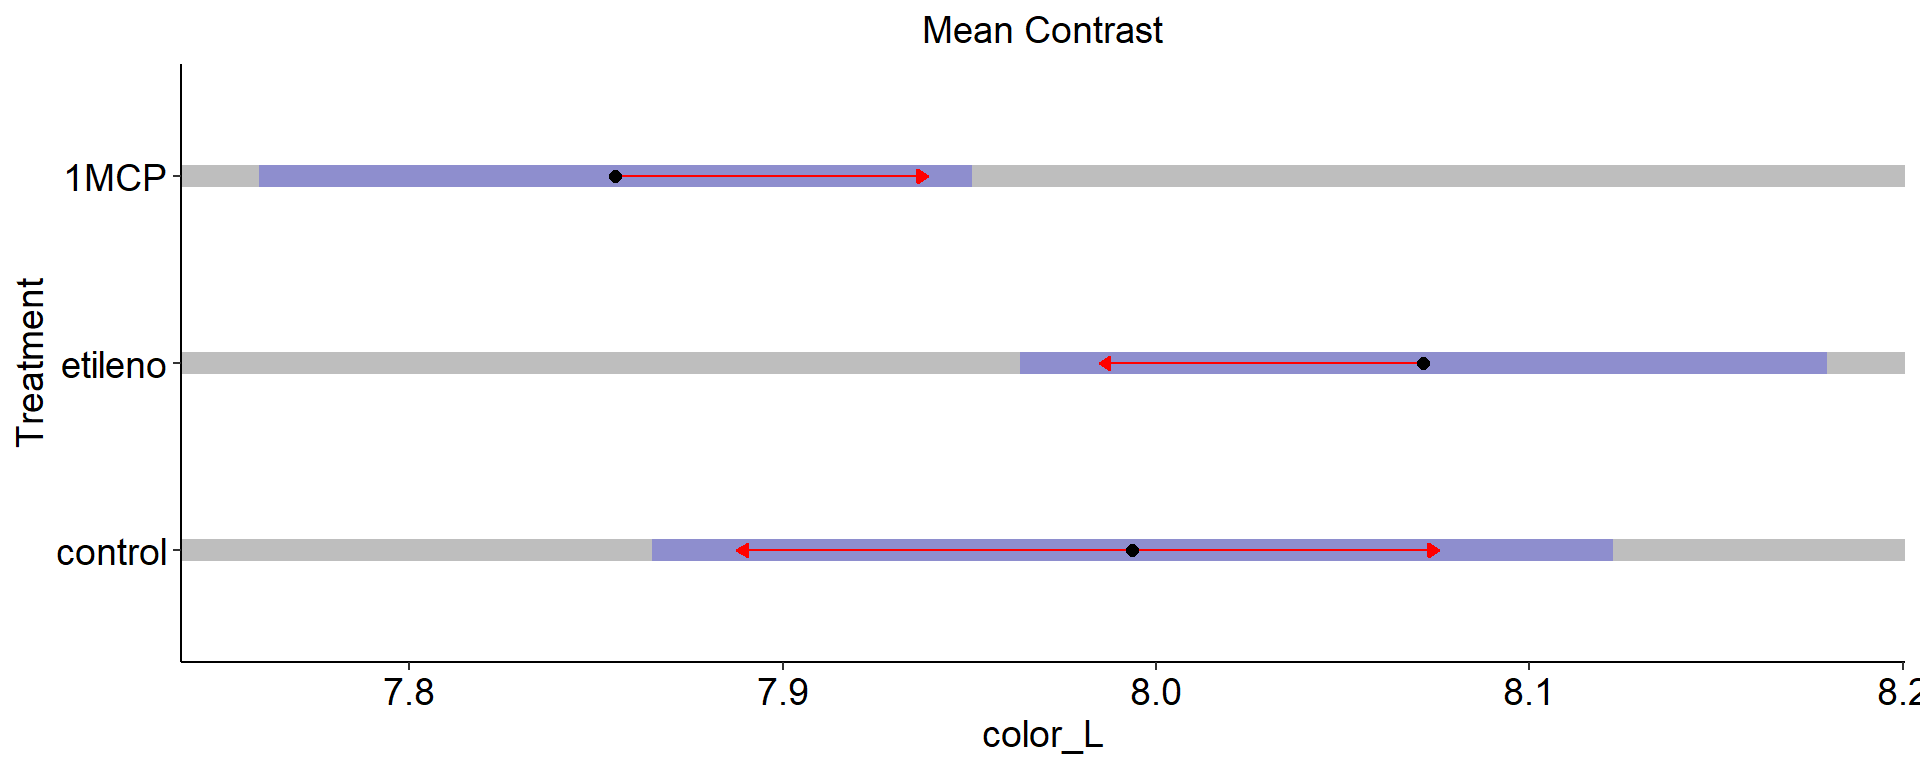 Mean Contrast
Treatment
1MCP
etileno
control
7.8 7.9 8.0 8.1 8.2
color_L